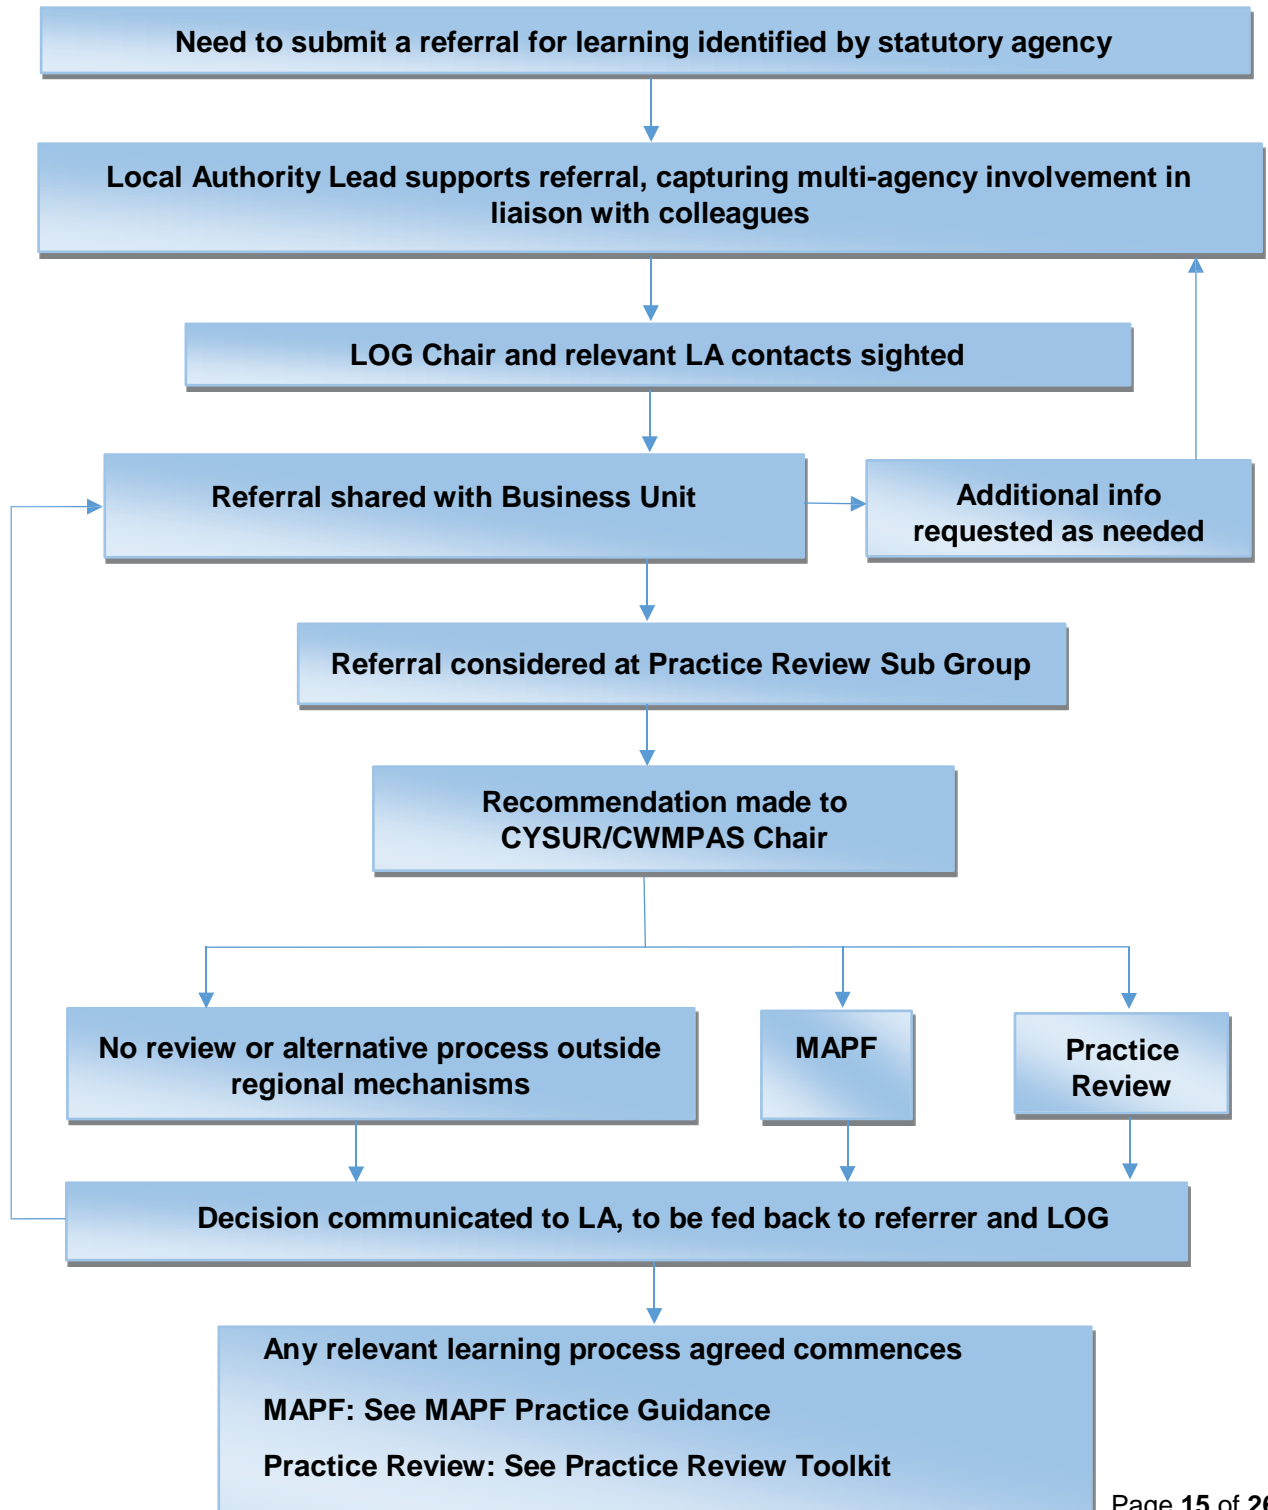 Need to submit a referral for learning identified by statutory agency
Local Authority Lead supports referral, capturing multi-agency involvement in
liaison with colleagues
LOG Chair and relevant LA contacts sighted
Referral shared with Business Unit
Additional info
requested as needed
Referral considered at Practice Review Sub Group
Recommendation made to
CYSUR/CWMPAS Chair
No review or alternative process outside
regional mechanisms
MAPF
Practice
Review
Decision communicated to LA, to be fed back to referrer and LOG
Any relevant learning process agreed commences
MAPF: See MAPF Practice Guidance
Practice Review: See Practice Review Toolkit
Page 15 of